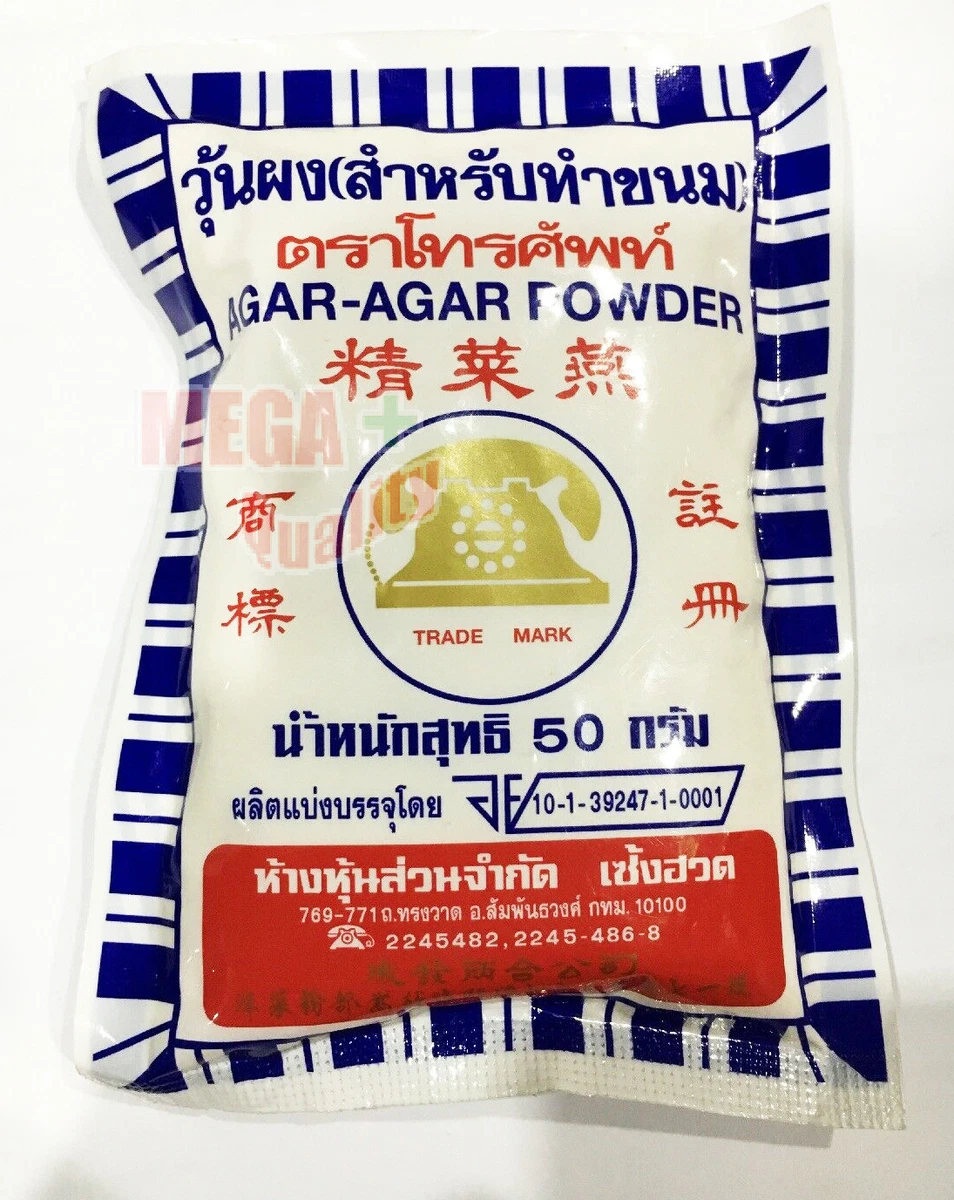 วุ้นผง(สำหรับทำขนม)
ตราโทรศัพท์
AGAR-AGAR POWDER
精菜燕
MEGA +
Quality
商標
註冊
TRADE MARK
น้ำหนักสุทธิ 50 กรัม
ผลิตแบ่งบรรจุโดย
10-1-39247-1-0001
ห้างหุ้นส่วนจำกัด เซ้งฮวด
769-771 ถ.ทรงวาด อ.สัมพันธวงศ์ กทม. 10100
2245482, 2245-486-8
合公司